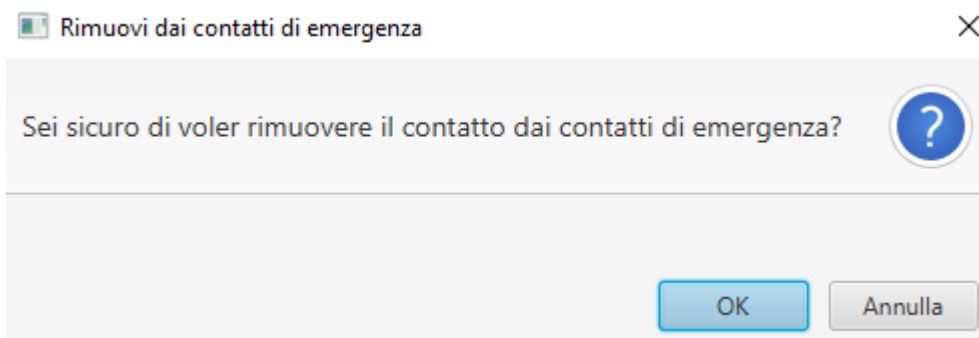 Rimuovi dai contatti di emergenza
Sei sicuro di voler rimuovere il contatto dai contatti di emergenza?
?
OK
Annulla